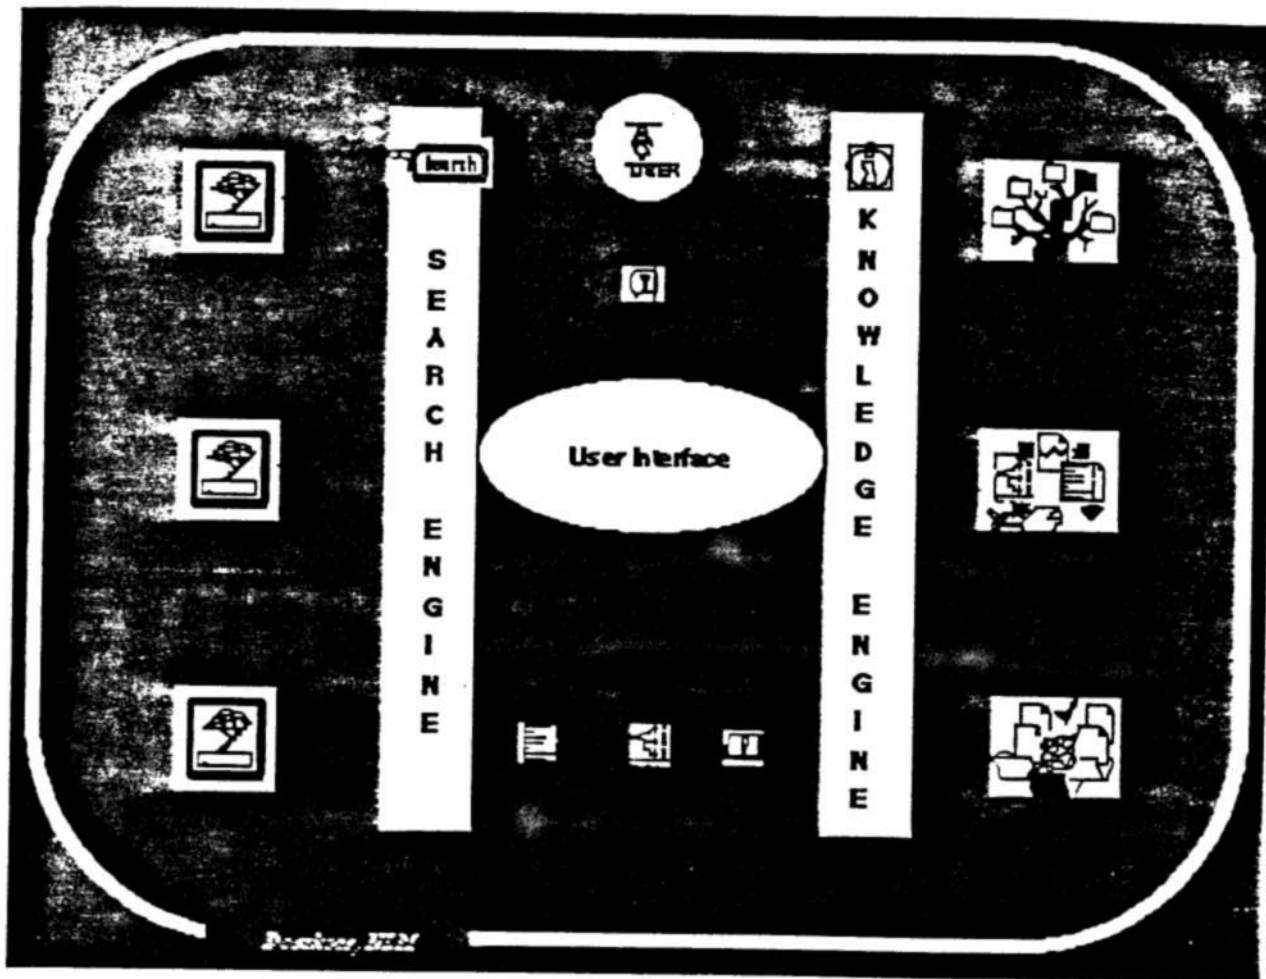 Search
USER
SEARCH ENGINE
User Interface
KNOWLEDGE ENGINE